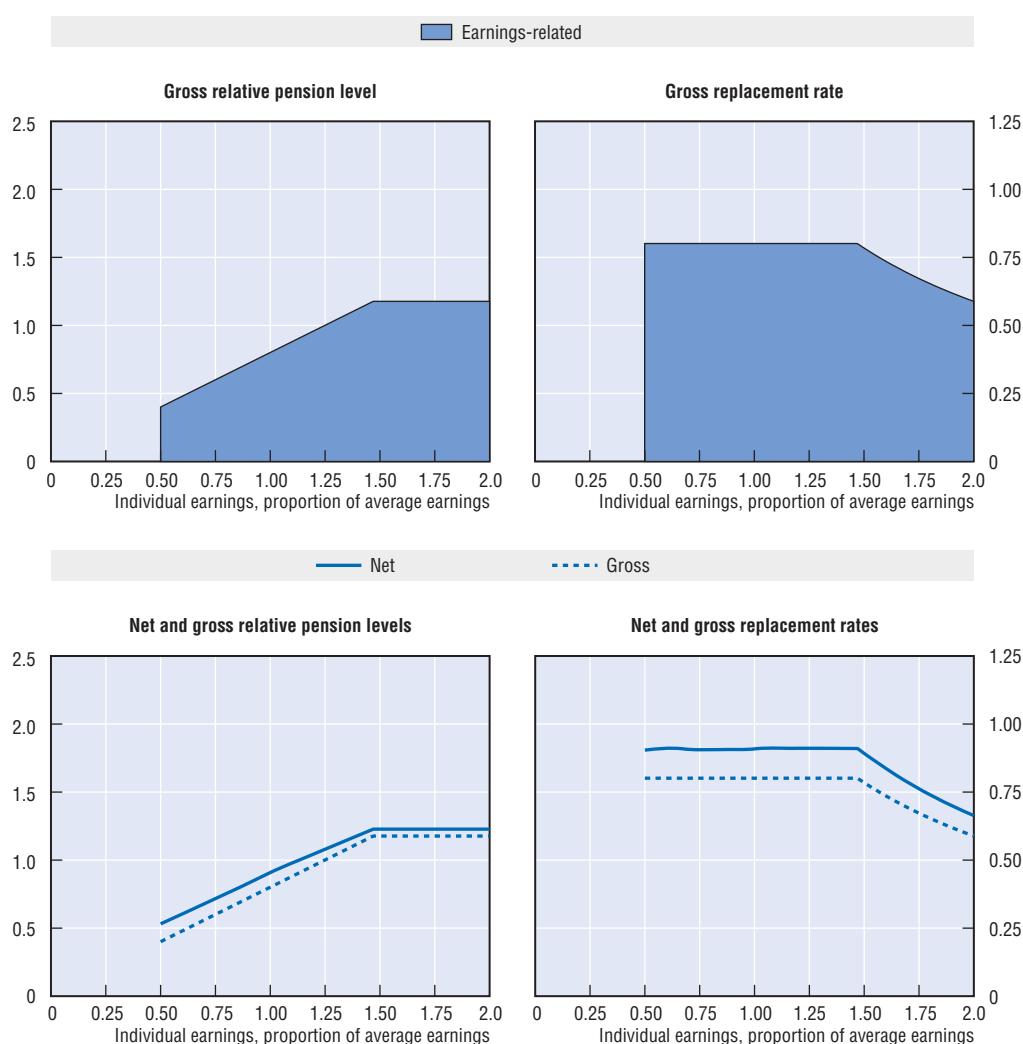 Earnings-related
Gross relative pension level
2.5
2.0
1.5
1.0
0.5
0
0 0.25 0.50 0.75 1.00 1.25 1.50 1.75 2.0
Individual earnings, proportion of average earnings
Gross replacement rate
1.25
1.00
0.75
0.50
0.25
0
0 0.25 0.50 0.75 1.00 1.25 1.50 1.75 2.0
Individual earnings, proportion of average earnings
Net Gross
Net and gross relative pension levels
2.5
2.0
1.5
1.0
0.5
0
0 0.25 0.50 0.75 1.00 1.25 1.50 1.75 2.0
Individual earnings, proportion of average earnings
Net and gross replacement rates
1.25
1.00
0.75
0.50
0.25
0
0 0.25 0.50 0.75 1.00 1.25 1.50 1.75 2.0
Individual earnings, proportion of average earnings